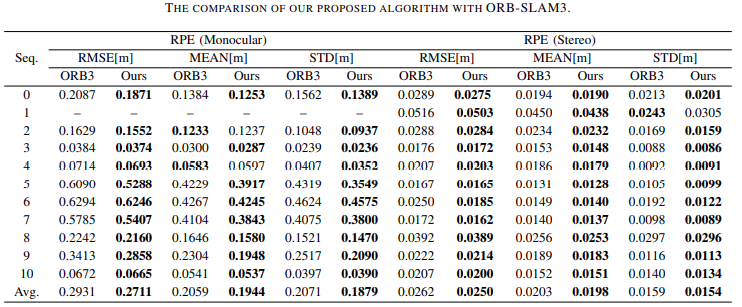 THE COMPARISON OF OUR PROPOSED ALGORITHM WITH ORB-SLAM3.
RPE (Monocular) RPE (Stereo)
Seq. RMSE[m] MEAN[m] STD[m] RMSE[m] MEAN[m] STD[m]
ORB3 Ours ORB3 Ours ORB3 Ours ORB3 Ours ORB3 Ours ORB3 Ours
0 0.2087 0.1871 0.1384 0.1253 0.1562 0.1389 0.0289 0.0275 0.0194 0.0190 0.0213 0.0201
1 – – – – – – 0.0516 0.0503 0.0450 0.0438 0.0243 0.0305
2 0.1629 0.1552 0.1233 0.1237 0.1048 0.0937 0.0288 0.0284 0.0234 0.0232 0.0169 0.0159
3 0.0384 0.0374 0.0300 0.0287 0.0239 0.0236 0.0176 0.0172 0.0153 0.0148 0.0088 0.0086
4 0.0714 0.0693 0.0583 0.0597 0.0407 0.0352 0.0207 0.0203 0.0186 0.0179 0.0092 0.0091
5 0.6090 0.5288 0.4229 0.3917 0.4319 0.3549 0.0167 0.0165 0.0131 0.0128 0.0105 0.0099
6 0.6294 0.6246 0.4267 0.4245 0.4624 0.4575 0.0250 0.0185 0.0149 0.0140 0.0192 0.0122
7 0.5785 0.5407 0.4104 0.3843 0.4075 0.3800 0.0172 0.0162 0.0140 0.0137 0.0098 0.0089
8 0.2242 0.2160 0.1646 0.1580 0.1521 0.1470 0.0392 0.0389 0.0256 0.0253 0.0297 0.0296
9 0.3413 0.2858 0.2304 0.1948 0.2517 0.2090 0.0222 0.0214 0.0189 0.0183 0.0116 0.0113
10 0.0672 0.0665 0.0541 0.0537 0.0397 0.0390 0.0207 0.0200 0.0152 0.0151 0.0140 0.0134
Avg. 0.2931 0.2711 0.2059 0.1944 0.2071 0.1879 0.0262 0.0250 0.0203 0.0198 0.0159 0.0154